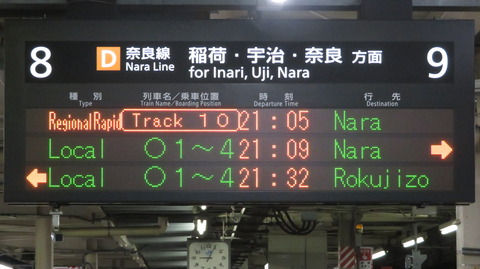 8 D 奈良線 稲荷・宇治・奈良 方面 9
Nara Line for Inari, Uji, Nara
種別 列車名/乗車位置 時刻 行先
Type Train Name/Boarding Position Departure Time Destination
Regional Rapid Track 10 21:05 Nara
Local ○1～4 21:09 Nara →
← Local ○1～4 21:32 Rokujizo